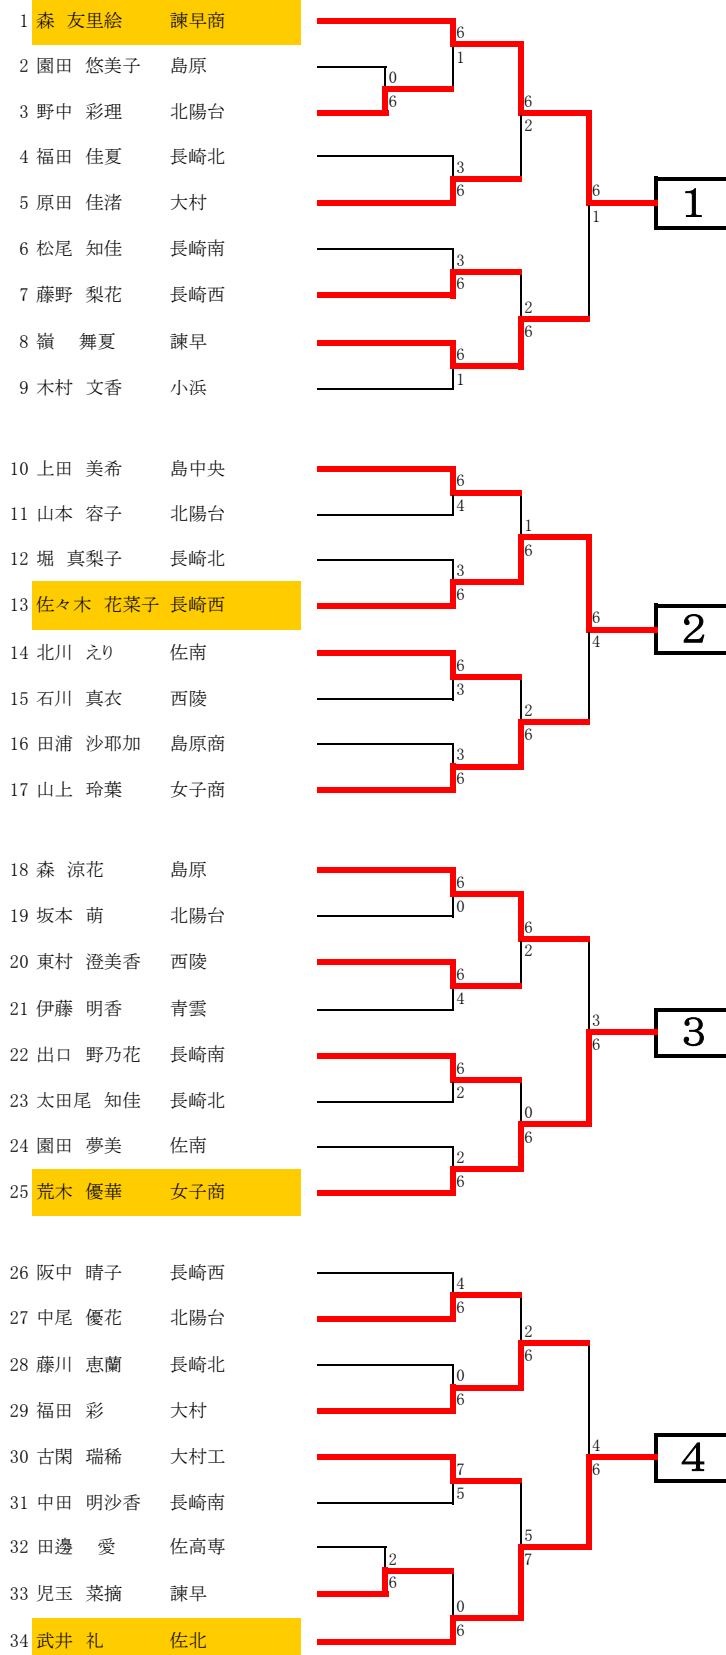 1 森 友里絵 諫早商
6
1
2 園田 悠美子 島原
0
6
3 野中 彩理 北陽台
6
2
4 福田 佳夏 長崎北
3
6
5 原田 佳渚 大村
6
1
1
6 松尾 知佳 長崎南
3
6
7 藤野 梨花 長崎西
2
6
8 嶺 舞夏 諫早
6
1
9 木村 文香 小浜
10 上田 美希 島中央
6
4
11 山本 容子 北陽台
1
6
12 堀 真梨子 長崎北
3
6
13 佐々木 花菜子 長崎西
6
4
2
14 北川 えり 佐南
6
3
15 石川 真衣 西陵
2
6
16 田浦 沙耶加 島原商
3
6
17 山上 玲葉 女子商
18 森 涼花 島原
6
0
19 坂本 萌 北陽台
6
2
20 東村 澄美香 西陵
6
4
21 伊藤 明香 青雲
3
6
3
22 出口 野乃花 長崎南
6
2
23 太田尾 知佳 長崎北
0
6
24 園田 夢美 佐南
2
6
25 荒木 優華 女子商
26 阪中 晴子 長崎西
4
6
27 中尾 優花 北陽台
2
6
28 藤川 恵蘭 長崎北
0
6
29 福田 彩 大村
4
6
4
30 古閑 瑞稀 大村工
7
5
31 中田 明沙香 長崎南
5
7
32 田邊 愛 佐高専
2
6
33 児玉 菜摘 諫早
0
6
34 武井 礼 佐北